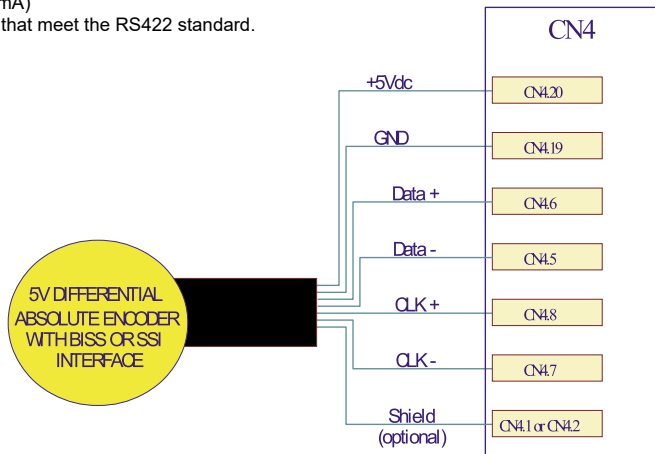 mA)
that meet the RS422 standard.
CN4
+5Vdc
CN4.20
GND
CN4.19
Data +
CN4.6
Data -
CN4.5
CLK +
CN4.8
CLK -
CN4.7
Shield
(optional)
CN4.1 or CN4.2
5V DIFFERENTIAL
ABSOLUTE ENCODER
WITH BISS OR SSI
INTERFACE